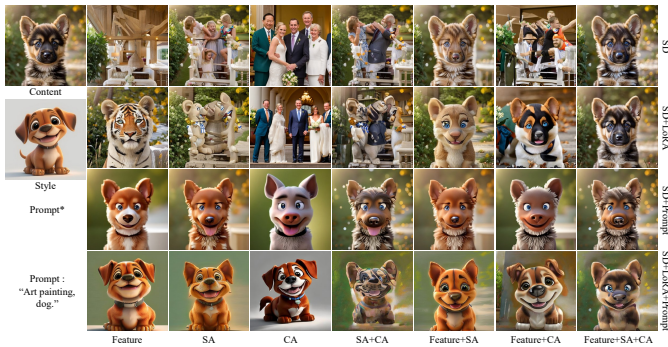 Content
Style
Prompt*
Prompt :
“Art painting,
dog.”
SD
SD+LoRA
SD+Prompt
SD+LoRA+Prompt
Feature
SA
CA
SA+CA
Feature+SA
Feature+CA
Feature+SA+CA